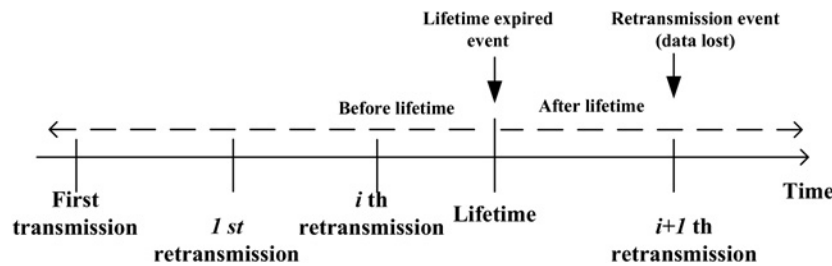 Lifetime expired
event
Retransmission event
(data lost)
Before lifetime
After lifetime
First
transmission
1 st
retransmission
i th
retransmission
Lifetime
i+1 th
retransmission
Time